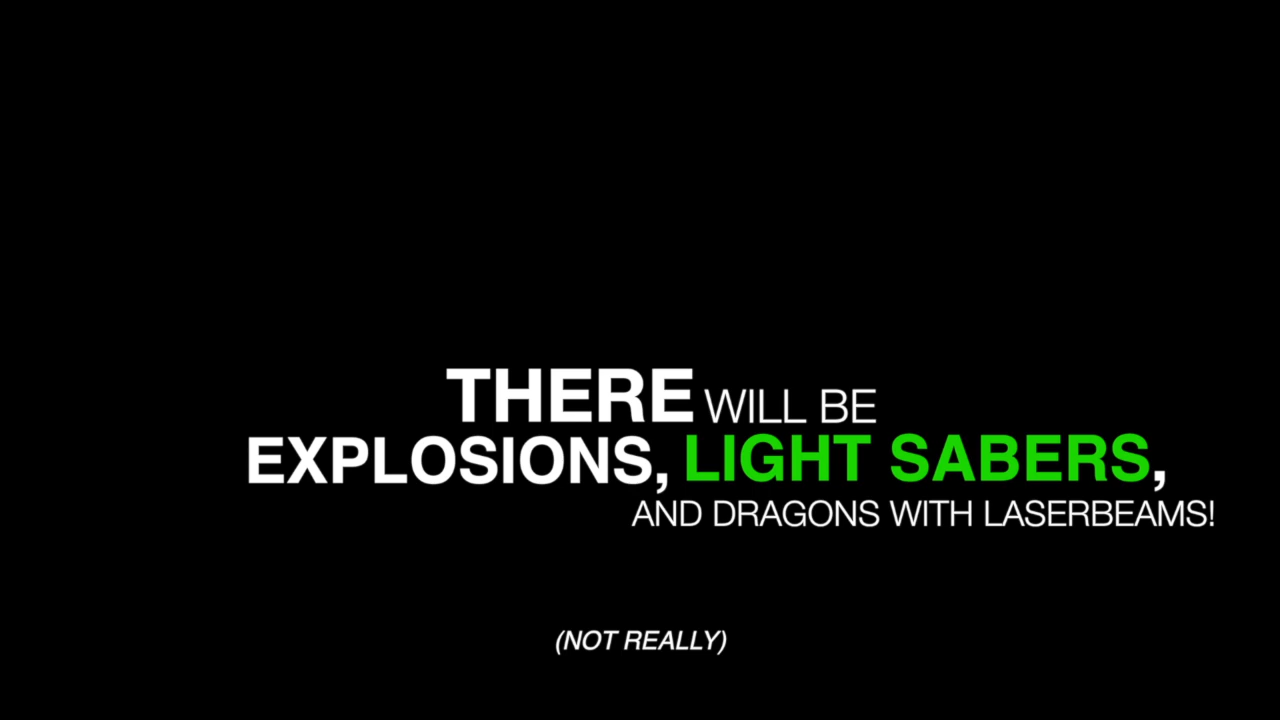 THERE WILL BE
EXPLOSIONS, LIGHT SABERS,
AND DRAGONS WITH LASERBEAMS!
(NOT REALLY)